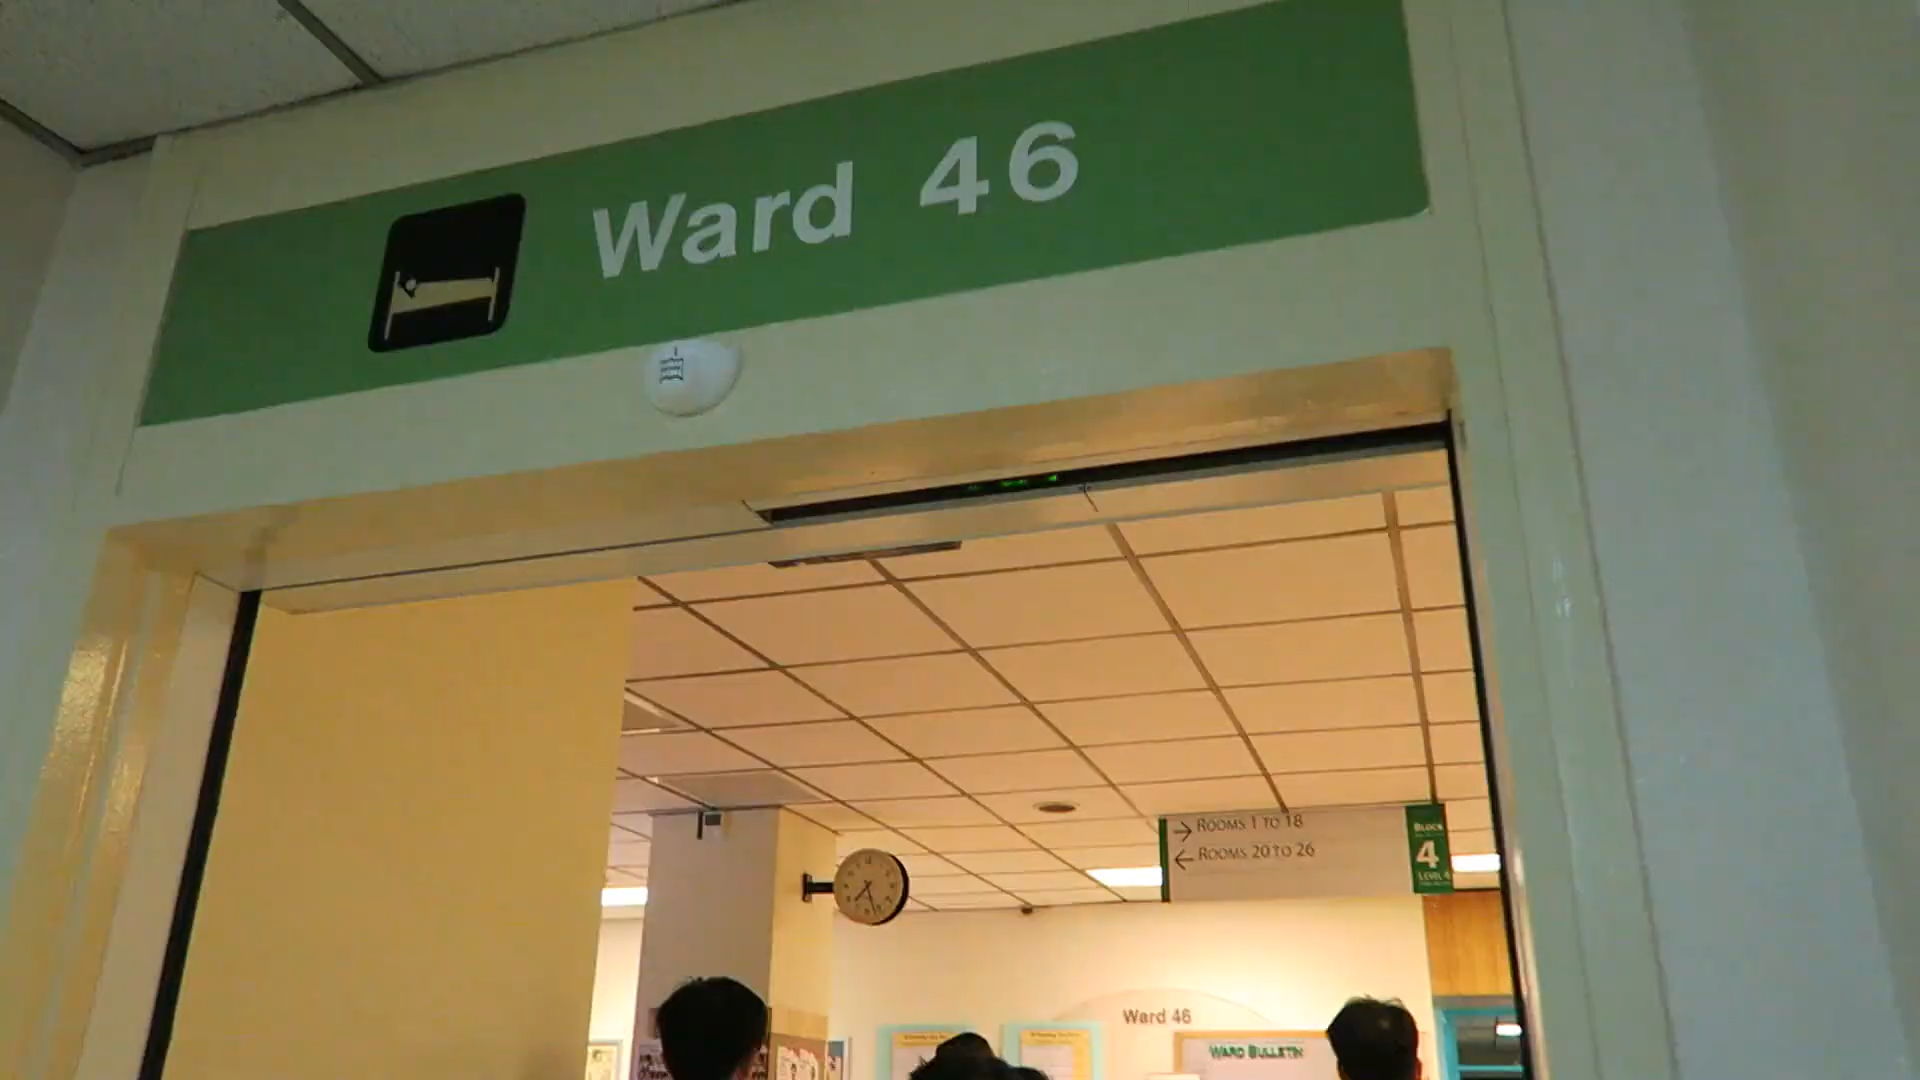 Ward 46
ROOMS 1 TO 18
ROOMS 20 TO 26
BLOCK
4
LEVEL 4
Ward 46
WARD BULLETIN